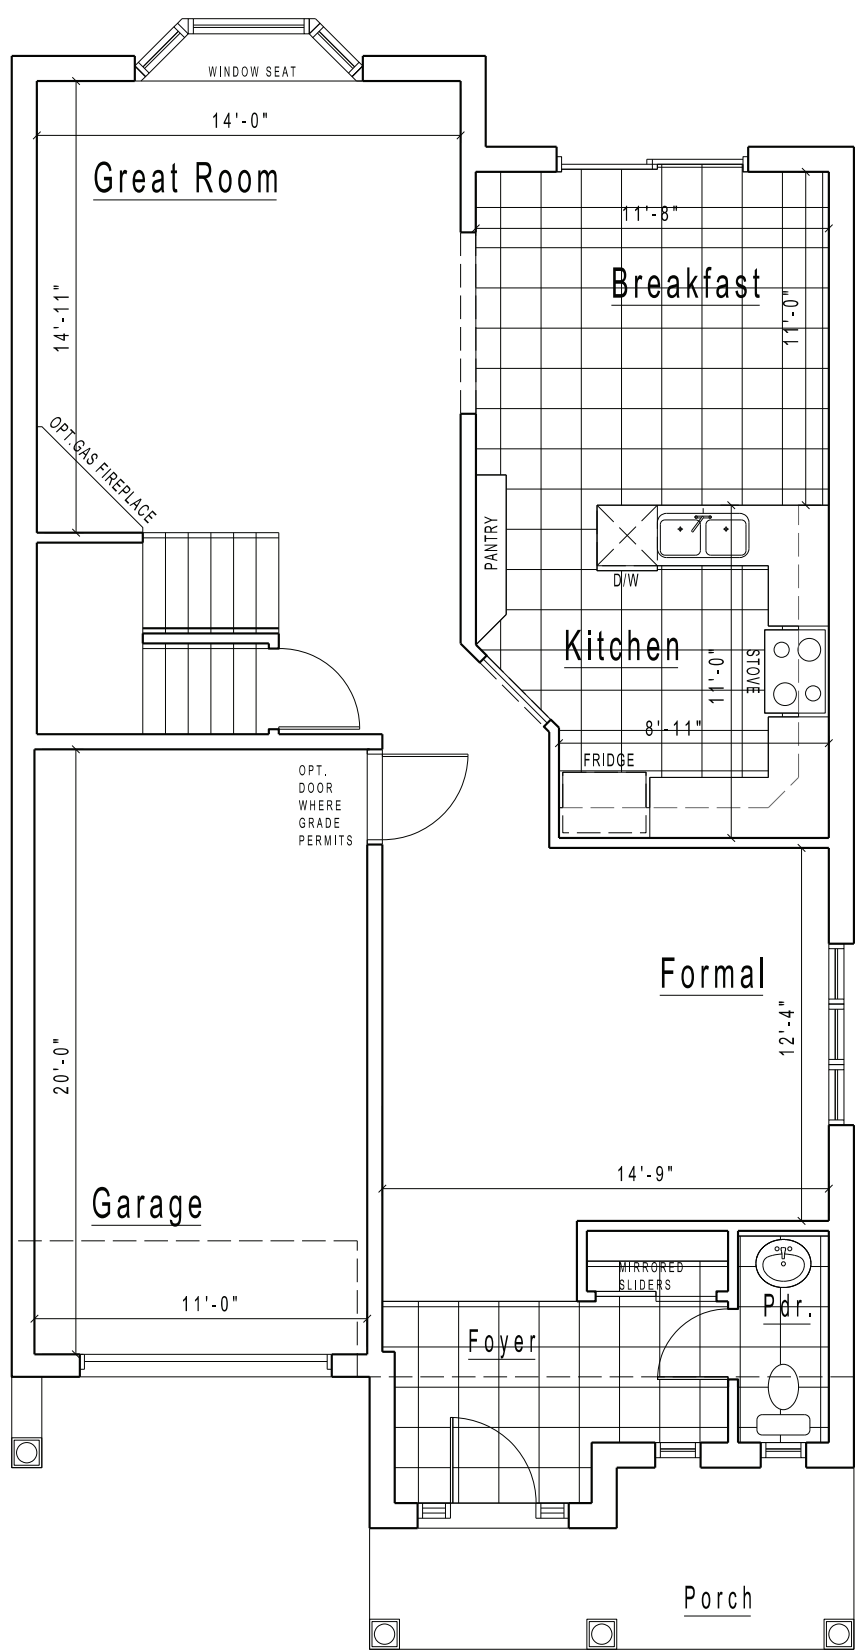 WINDOW SEAT
14'-0"
Great Room
11'-8"
Breakfast
14'-11"
11'-0"
OPT.GAS FIREPLACE
PANTRY
D/W
Kitchen
11'-0"
STOVE
8'-11"
FRIDGE
OPT.
DOOR
WHERE
GRADE
PERMITS
Formal
12'-4"
20'-0"
14'-9"
Garage
MIRRORED
SLIDERS
11'-0"
Pdr.
Foyer
Porch